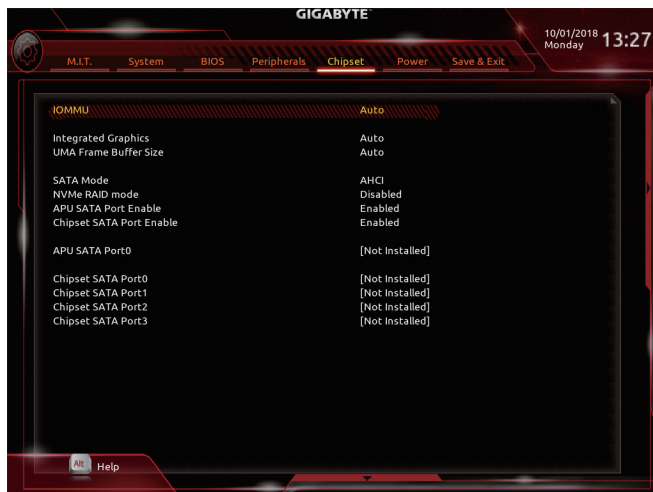 GIGABYTE
10/01/2018 13:27
Monday
M.I.T. System BIOS Peripherals Chipset Power Save & Exit
IOMMU Auto
Integrated Graphics Auto
UMA Frame Buffer Size Auto
SATA Mode AHCI
NVMe RAID mode Disabled
APU SATA Port Enable Enabled
Chipset SATA Port Enable Enabled
APU SATA Port0 [Not Installed]
Chipset SATA Port0 [Not Installed]
Chipset SATA Port1 [Not Installed]
Chipset SATA Port2 [Not Installed]
Chipset SATA Port3 [Not Installed]
Alt Help